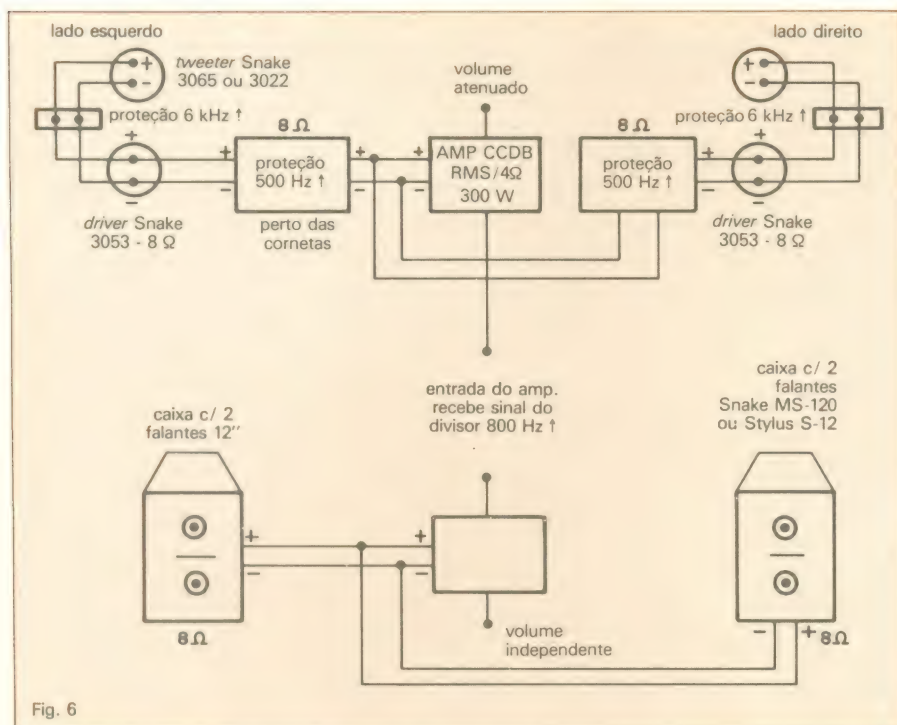 lado esquerdo
+
-
tweeter Snake
3065 ou 3022
proteção 6 kHz ↑
+
-
driver Snake
3053 - 8 Ω
8 Ω
+
-
proteção
500 Hz ↑
+
-
perto das
cornetas
volume
atenuado
+
-
AMP CCDB
RMS/4Ω
300 W
lado direito
+
-
proteção 6 kHz ↑
8 Ω
proteção
500 Hz ↑
+
-
+
-
driver Snake
3053 - 8 Ω
entrada do amp.
recebe sinal do
divisor 800 Hz ↑
caixa c/ 2
falantes 12''
+
-
8 Ω
+
-
volume
independente
caixa c/ 2
falantes
Snake MS-120
ou Stylus S-12
- + 8 Ω
Fig. 6